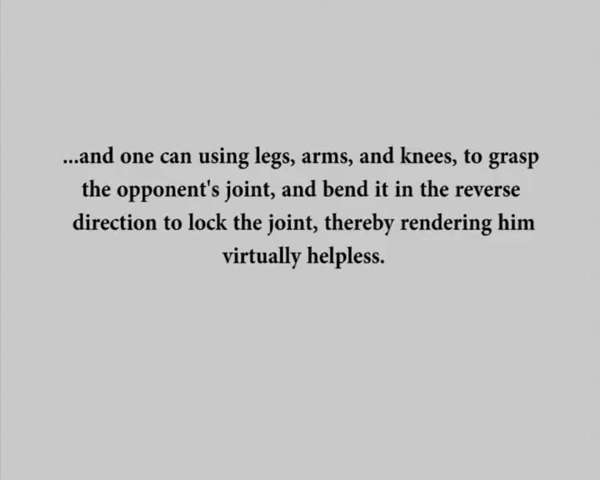 ...and one can using legs, arms, and knees, to grasp
the opponent's joint, and bend it in the reverse
direction to lock the joint, thereby rendering him
virtually helpless.